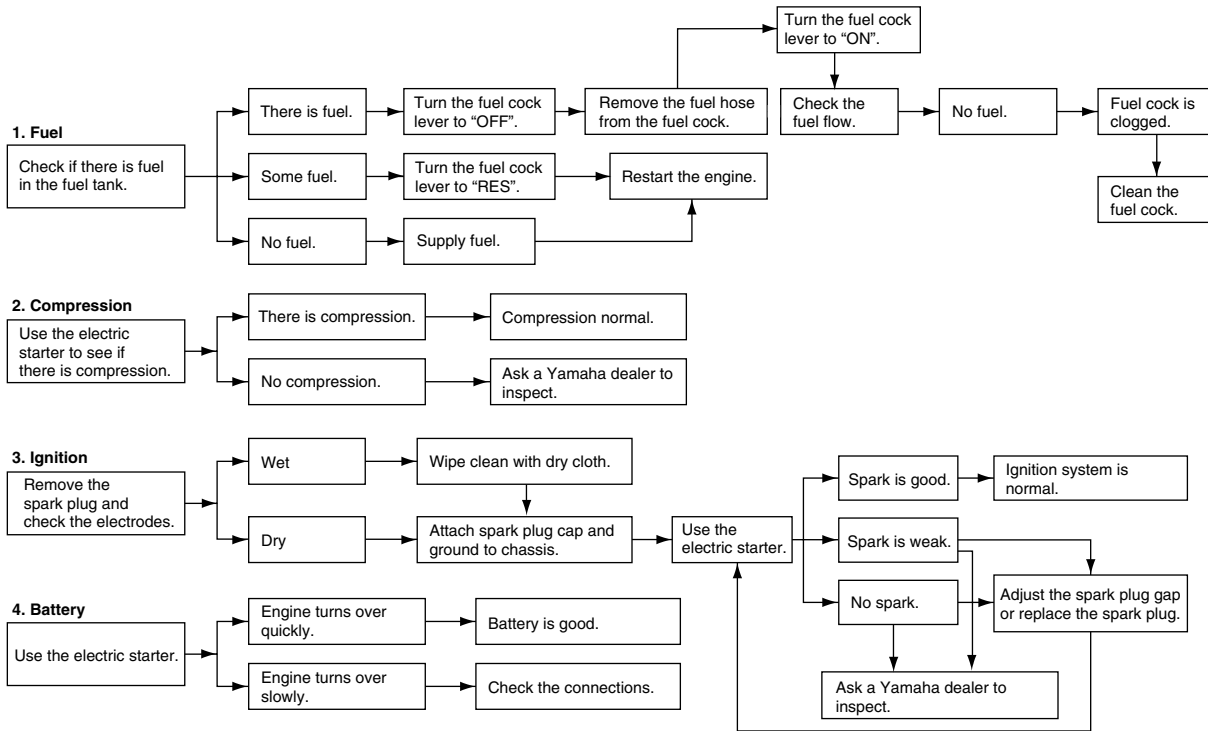 1. Fuel
Check if there is fuel
in the fuel tank.
There is fuel.
Turn the fuel cock
lever to “OFF”.
Remove the fuel hose
from the fuel cock.
Turn the fuel cock
lever to “ON”.
Check the
fuel flow.
No fuel.
Fuel cock is
clogged.
Clean the
fuel cock.
Some fuel.
Turn the fuel cock
lever to “RES”.
Restart the engine.
No fuel.
Supply fuel.
2. Compression
Use the electric
starter to see if
there is compression.
There is compression.
Compression normal.
No compression.
Ask a Yamaha dealer to
inspect.
3. Ignition
Remove the
spark plug and
check the electrodes.
Wet
Wipe clean with dry cloth.
Dry
Attach spark plug cap and
ground to chassis.
Use the
electric starter.
Spark is good.
Ignition system is
normal.
Spark is weak.
No spark.
Adjust the spark plug gap
or replace the spark plug.
Ask a Yamaha dealer to
inspect.
4. Battery
Use the electric starter.
Engine turns over
quickly.
Battery is good.
Engine turns over
slowly.
Check the connections.